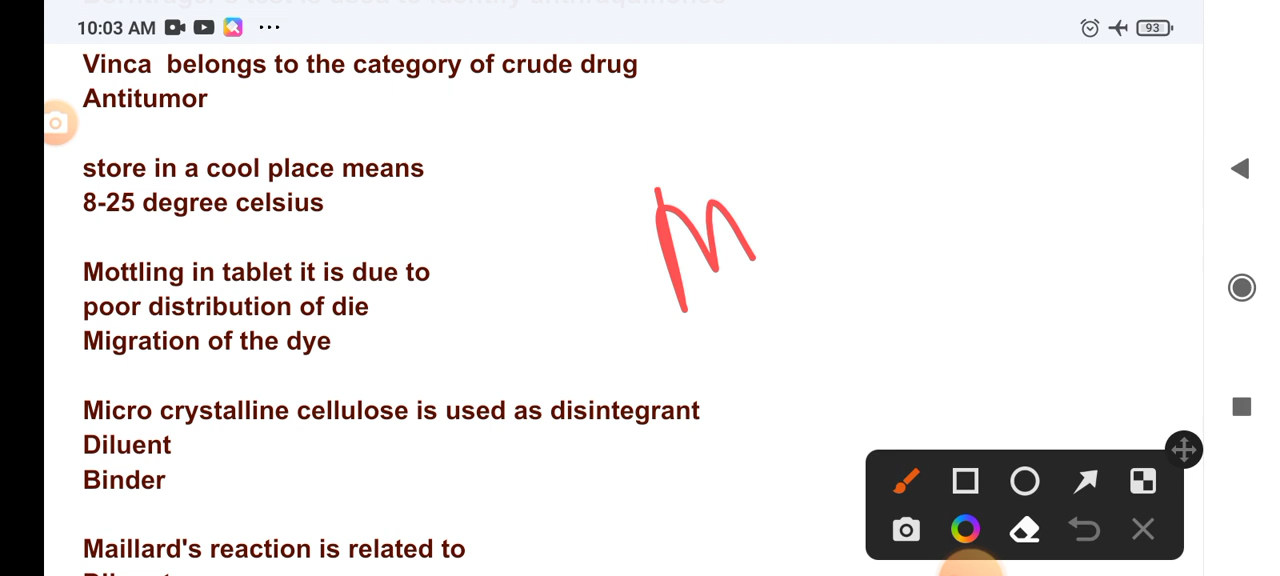 10:03 AM 93
Vinca belongs to the category of crude drug
Antitumor
store in a cool place means
8-25 degree celsius
M
Mottling in tablet it is due to
poor distribution of die
Migration of the dye
Micro crystalline cellulose is used as disintegrant
Diluent
Binder
Maillard's reaction is related to